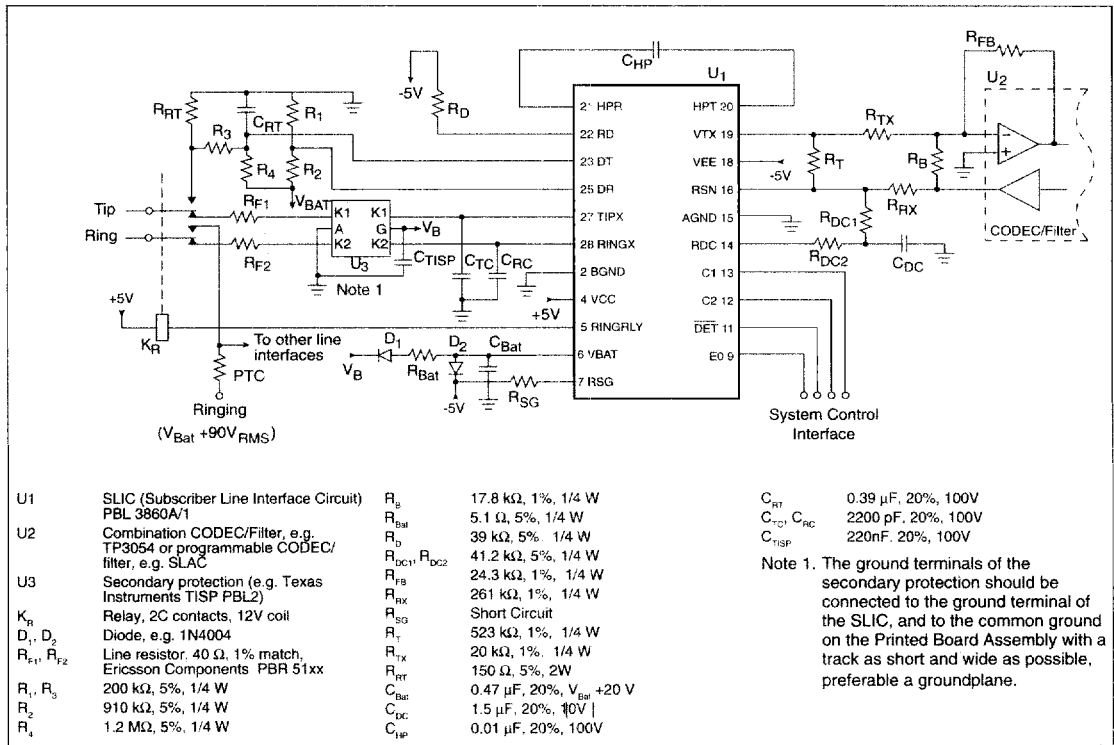 R_FB
C_HP
U_1
U_2
-5V
R_D
R_RT
C_RT
R_1
R_3
R_4
R_2
V_BAT
21 HPR
22 RD
23 DT
25 DR
27 TIPX
28 RINGX
2 BGND
4 VCC
5 RINGRLY
6 VBAT
7 RSG
HPT 20
VTX 19
VEE 18
RSN 16
AGND 15
RDC 14
C1 13
C2 12
DET 11
E0 9
R_TX
R_T
R_B
-5V
R_RX
R_DC1
R_DC2
C_DC
CODEC/Filter
-
+
Tip
Ring
R_F1
R_F2
K1 K1
A G
K2 K2
U_3
V_B
C_TISP
C_TC
C_RC
Note 1
+5V
+5V
K_R
To other line
interfaces
PTC
Ringing
(V_Bat +90V_RMS)
V_B
D_1
R_Bat
D_2
C_Bat
-5V
R_SG
System Control
Interface
U1 SLIC (Subscriber Line Interface Circuit)
PBL 3860A/1
U2 Combination CODEC/Filter, e.g.
TP3054 or programmable CODEC/
filter, e.g. SLAC
U3 Secondary protection (e.g. Texas
Instruments TISP PBL2)
K_R Relay, 2C contacts, 12V coil
D_1, D_2 Diode, e.g. 1N4004
R_F1, R_F2 Line resistor, 40 Ω, 1% match,
Ericsson Components PBR 51xx
R_1, R_3 200 kΩ, 5%, 1/4 W
R_2 910 kΩ, 5%, 1/4 W
R_4 1.2 MΩ, 5%, 1/4 W
R_B 17.8 kΩ, 1%, 1/4 W
R_Bat 5.1 Ω, 5%, 1/4 W
R_D 39 kΩ, 5%. 1/4 W
R_DC1, R_DC2 41.2 kΩ, 5%, 1/4 W
R_FB 24.3 kΩ, 1%, 1/4 W
R_RX 261 kΩ, 1%, 1/4 W
R_SG Short Circuit
R_T 523 kΩ, 1%, 1/4 W
R_TX 20 kΩ, 1%. 1/4 W
R_RT 150 Ω, 5%, 2W
C_Bat 0.47 µF, 20%, V_Bat +20 V
C_DC 1.5 µF, 20%, 10V
C_HP 0.01 µF, 20%, 100V
C_RT 0.39 µF, 20%, 100V
C_TC, C_RC 2200 pF, 20%, 100V
C_TISP 220nF. 20%, 100V
Note 1. The ground terminals of the
secondary protection should be
connected to the ground terminal of
the SLIC, and to the common ground
on the Printed Board Assembly with a
track as short and wide as possible,
preferable a groundplane.